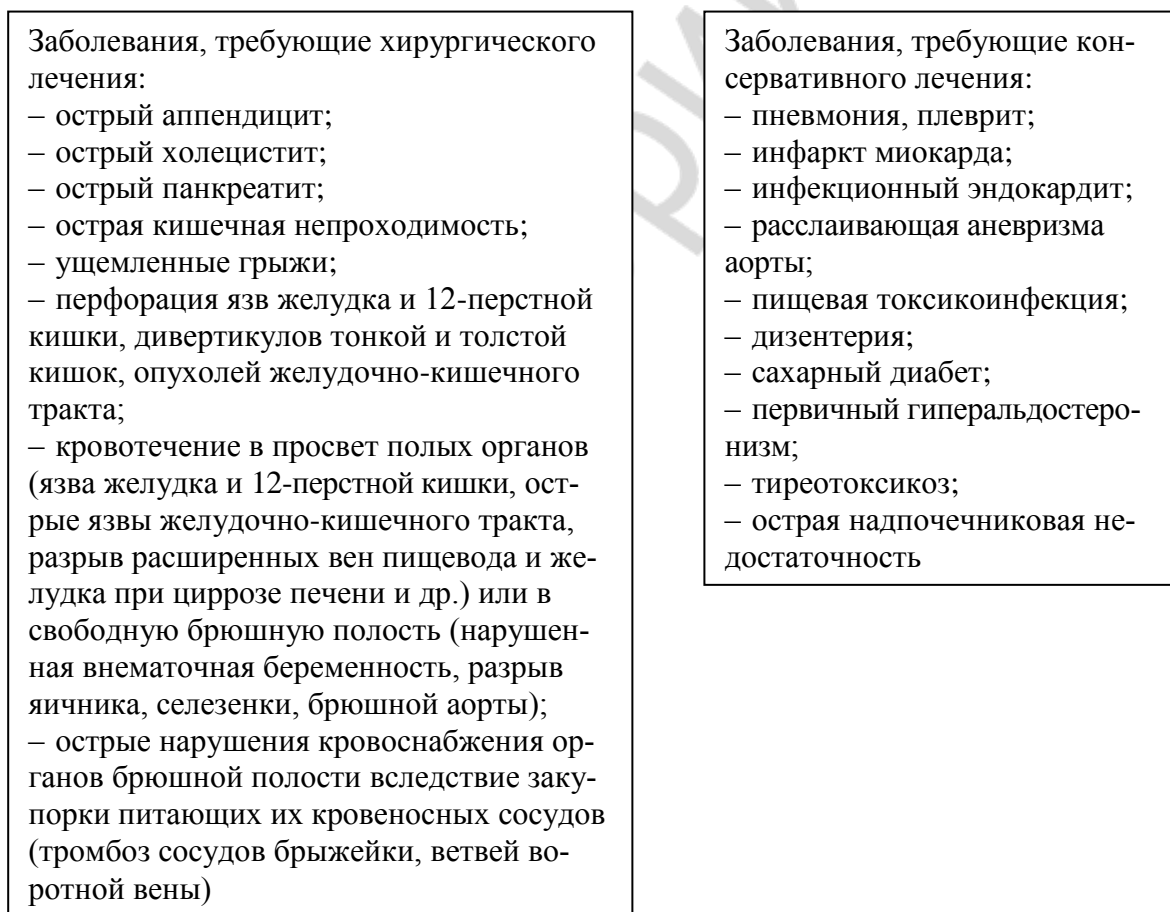 Заболевания, требующие хирургического
лечения:
– острый аппендицит;
– острый холецистит;
– острый панкреатит;
– острая кишечная непроходимость;
– ущемленные грыжи;
– перфорация язв желудка и 12-перстной
кишки, дивертикулов тонкой и толстой
кишок, опухолей желудочно-кишечного
тракта;
– кровотечение в просвет полых органов
(язва желудка и 12-перстной кишки, ост-
рые язвы желудочно-кишечного тракта,
разрыв расширенных вен пищевода и же-
лудка при циррозе печени и др.) или в
свободную брюшную полость (нарушен-
ная внематочная беременность, разрыв
яичника, селезенки, брюшной аорты);
– острые нарушения кровоснабжения ор-
ганов брюшной полости вследствие заку-
порки питающих их кровеносных сосудов
(тромбоз сосудов брыжейки, ветвей во-
ротной вены)
Заболевания, требующие кон-
сервативного лечения:
– пневмония, плеврит;
– инфаркт миокарда;
– инфекционный эндокардит;
– расслаивающая аневризма
аорты;
– пищевая токсикоинфекция;
– дизентерия;
– сахарный диабет;
– первичный гиперальдостеро-
низм;
– тиреотоксикоз;
– острая надпочечниковая не-
достаточность